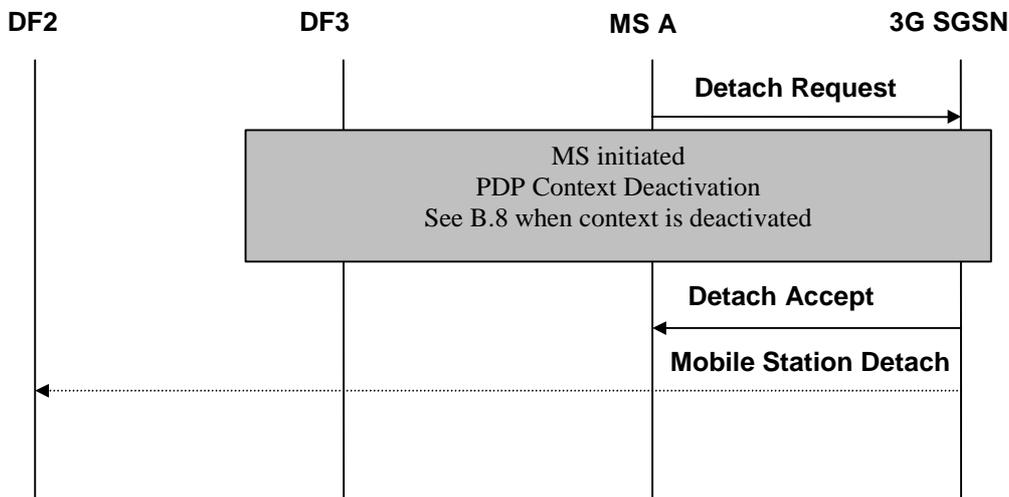 DF2
DF3
MS A
3G SGSN
Detach Request
MS initiated
PDP Context Deactivation
See B.8 when context is deactivated
Detach Accept
Mobile Station Detach